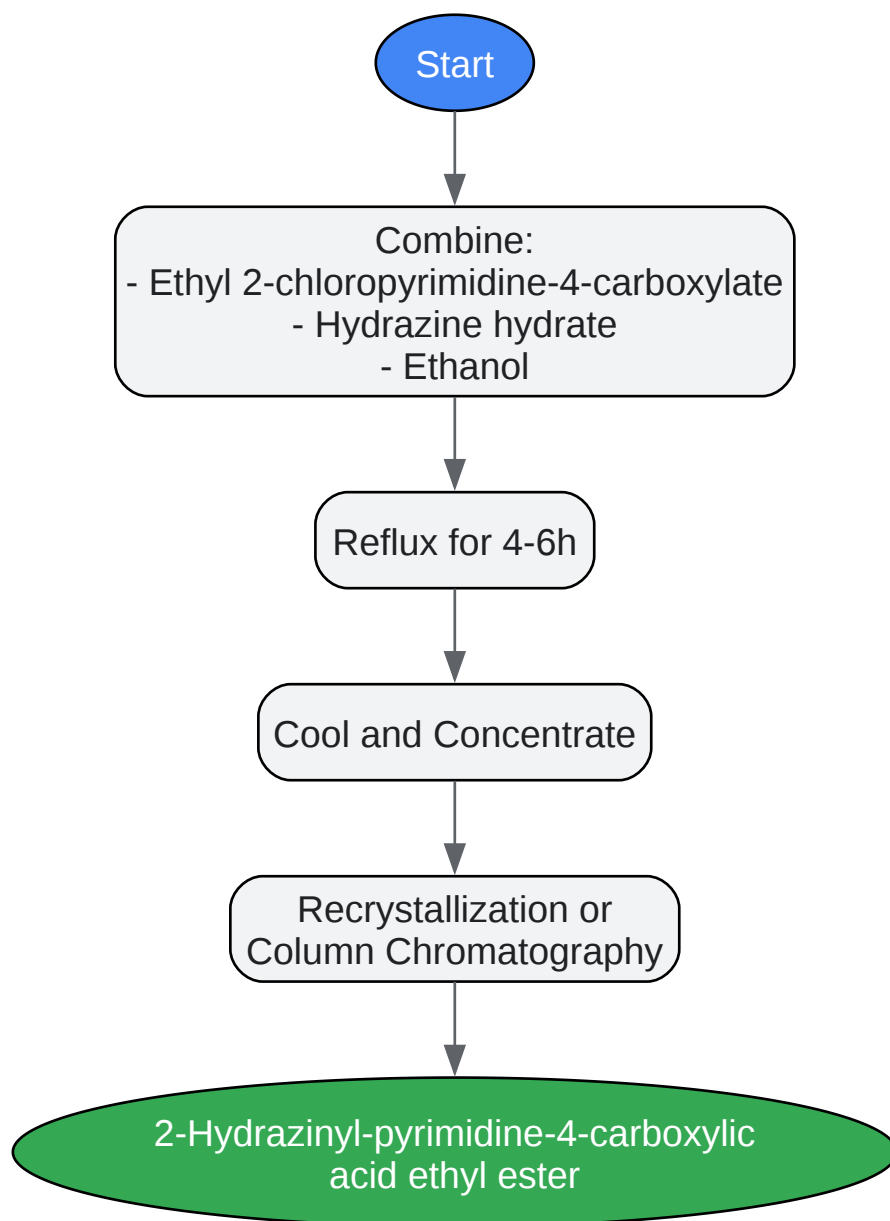 Start
Combine:
- Ethyl 2-chloropyrimidine-4-carboxylate
- Hydrazine hydrate
- Ethanol
Reflux for 4-6h
Cool and Concentrate
Recrystallization or
Column Chromatography
2-Hydrazinyl-pyrimidine-4-carboxylic
acid ethyl ester